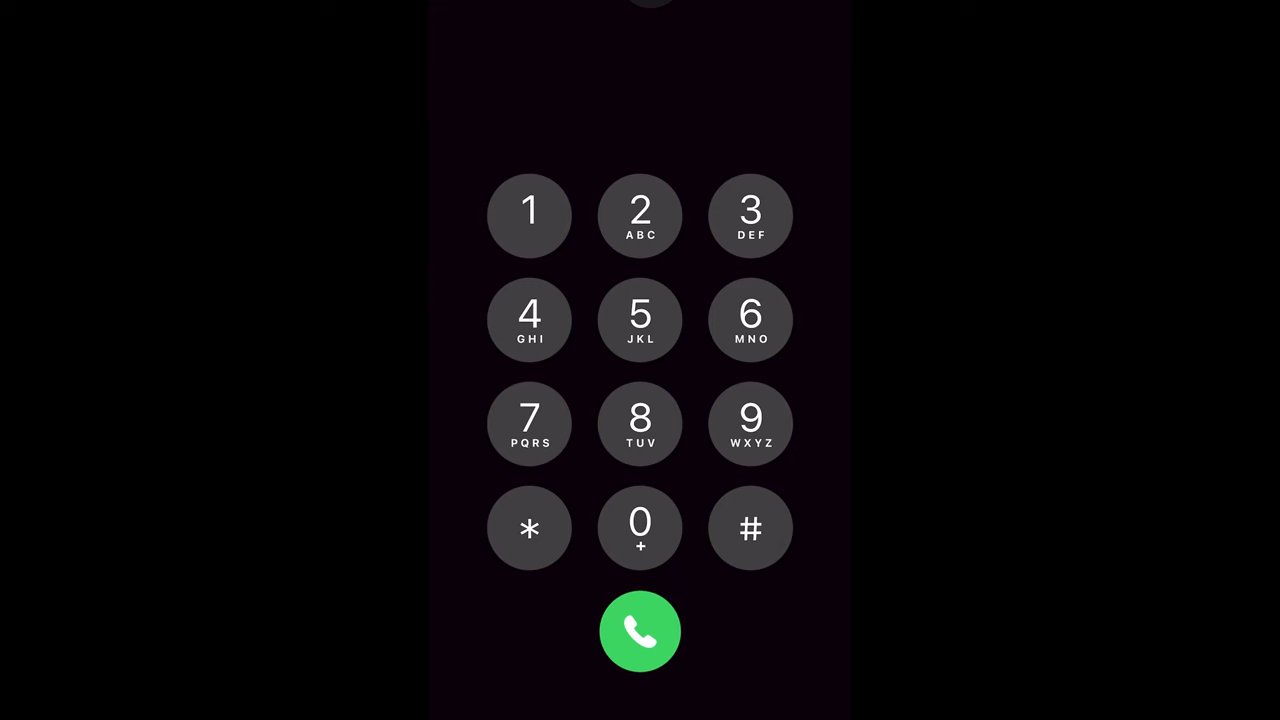 1 2 3
ABC DEF
4 5 6
GHI JKL MNO
7 8 9
PQRS TUV WXYZ
* 0 #
+